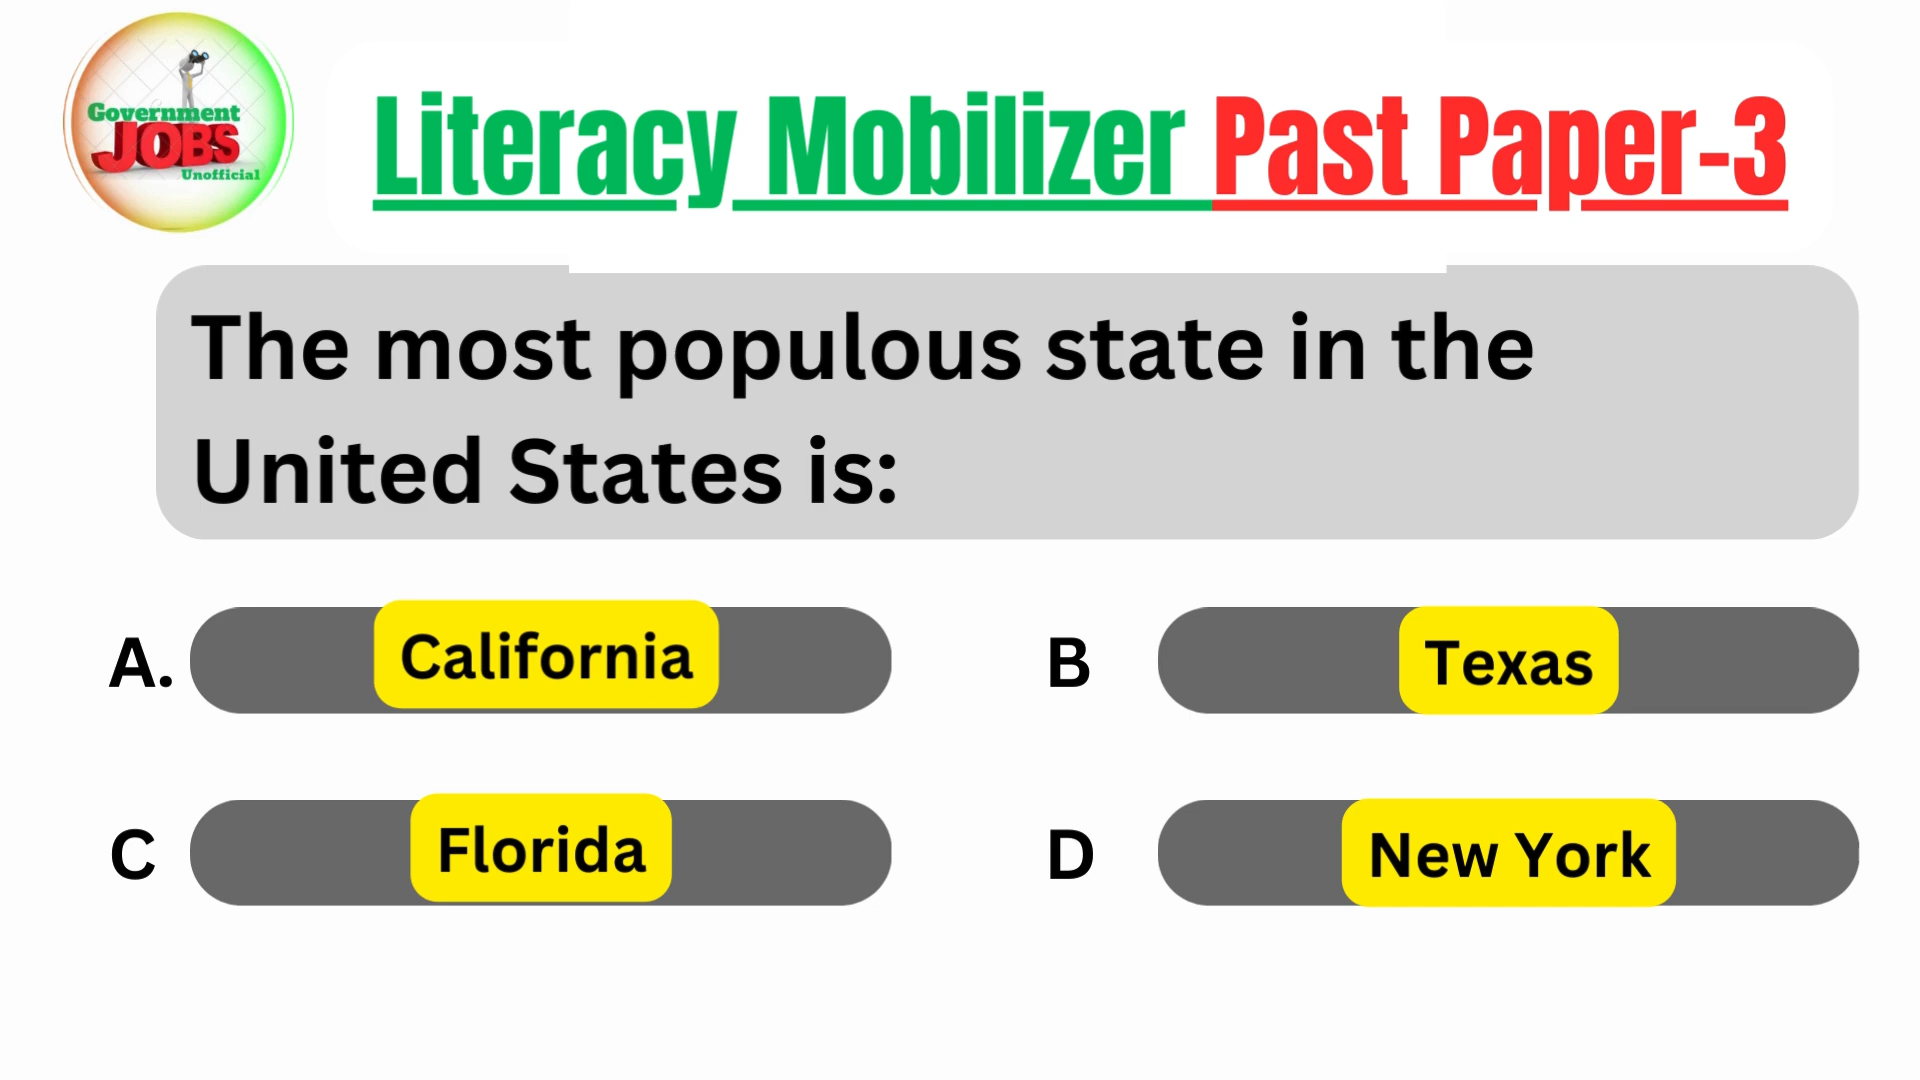 Government
JOBS
Unofficial
Literacy Mobilizer Past Paper-3
The most populous state in the
United States is:
A. California
B Texas
C Florida
D New York